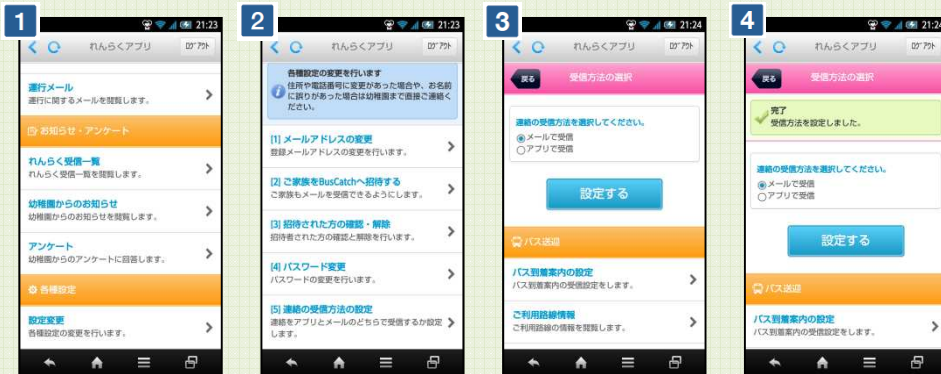 1
21:23
れんらくアプリ
ログアウト
運行メール
運行に関するメールを閲覧します。
お知らせ・アンケート
れんらく受信一覧
れんらく受信一覧を閲覧します。
幼稚園からのお知らせ
幼稚園からのお知らせを閲覧します。
アンケート
幼稚園からのアンケートに回答します。
各種設定
設定変更
各種設定の変更を行います。
2
21:23
れんらくアプリ
ログアウト
各種設定の変更を行います
住所や電話番号に変更があった場合や、お名前
に誤りがあった場合は幼稚園まで直接ご連絡く
ださい。
[1] メールアドレスの変更
登録メールアドレスの変更を行います。
[2] ご家族をBusCatchへ招待する
ご家族もメールを受信できるようにします。
[3] 招待された方の確認・解除
招待者された方の確認と解除を行います。
[4] パスワード変更
パスワードの変更を行います。
[5] 連絡の受信方法の設定
連絡をアプリとメールのどちらで受信するか設定
します。
3
21:24
れんらくアプリ
ログアウト
戻る
受信方法の選択
連絡の受信方法を選択してください。
メールで受信
アプリで受信
設定する
バス送迎
バス到着案内の設定
バス到着案内の受信設定をします。
ご利用路線情報
ご利用路線の情報を閲覧します。
4
21:24
れんらくアプリ
ログアウト
戻る
受信方法の選択
完了
受信方法を設定しました。
連絡の受信方法を選択してください。
メールで受信
アプリで受信
設定する
バス送迎
バス到着案内の設定
バス到着案内の受信設定をします。